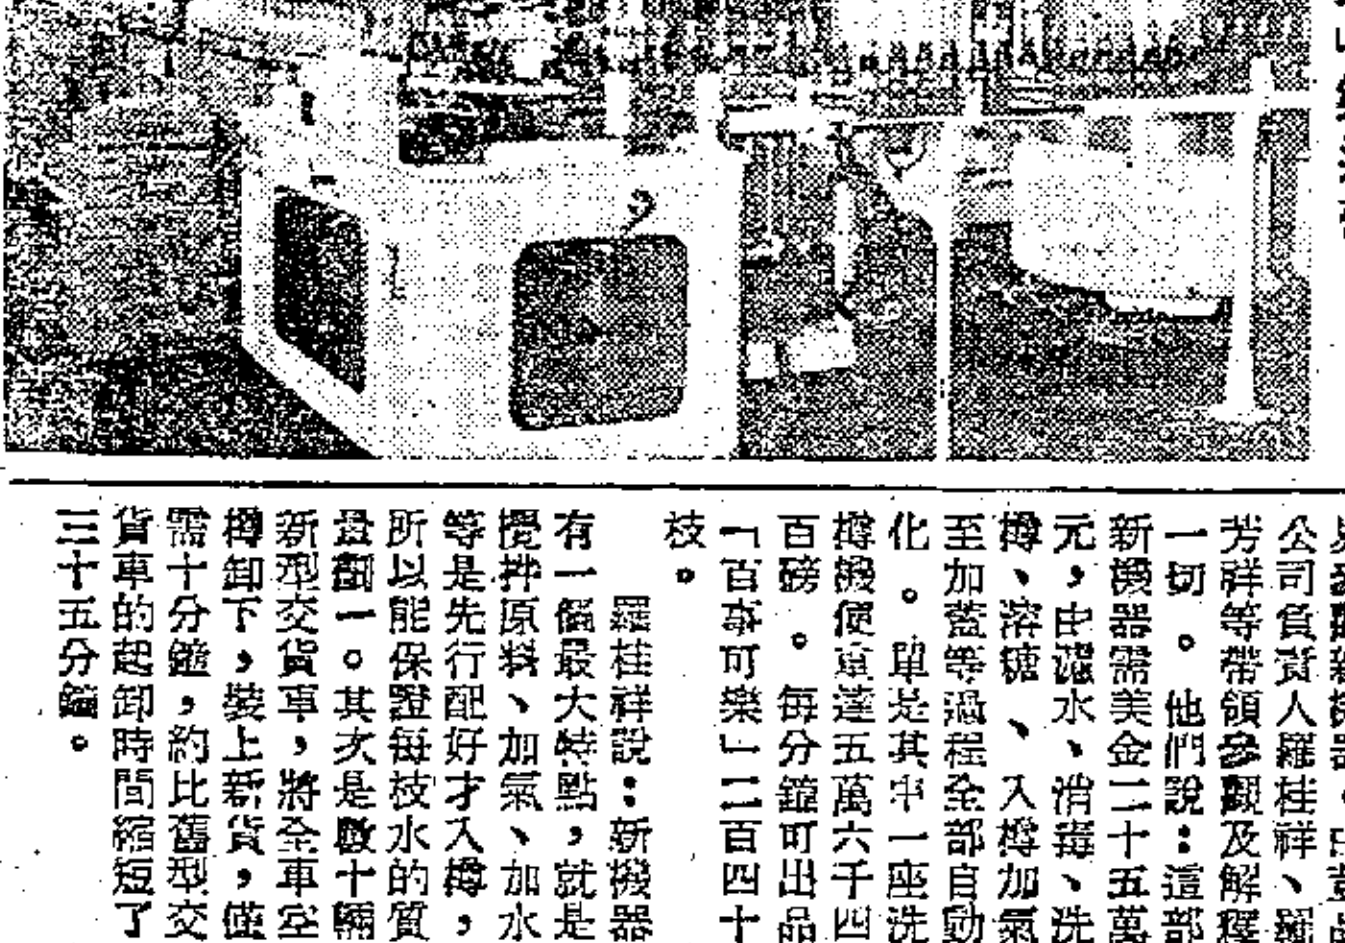 公司負責人羅桂祥、羅
芳祥等帶領參觀及解釋
一切。他們說：這部
新機器需美金二十五萬
元，由濾水、消毒、洗
樽、溶糖、入樽加氣
至加蓋等過程全部自動
化。單是其中一座洗
樽機便重達五萬六千四
百磅。每分鐘可出品
「百事可樂」二百四十
枝。
羅桂祥說：新機器
有一個最大特點，就是
攪拌原料、加氣、加水
等是先行配好才入樽，
所以能保證每枝水的質
量劃一。其次是數十輛
新型交貨車，將全車空
樽卸下，裝上新貨，僅
需十分鐘，約比舊型交
貨車的起卸時間縮短了
三十五分鐘。